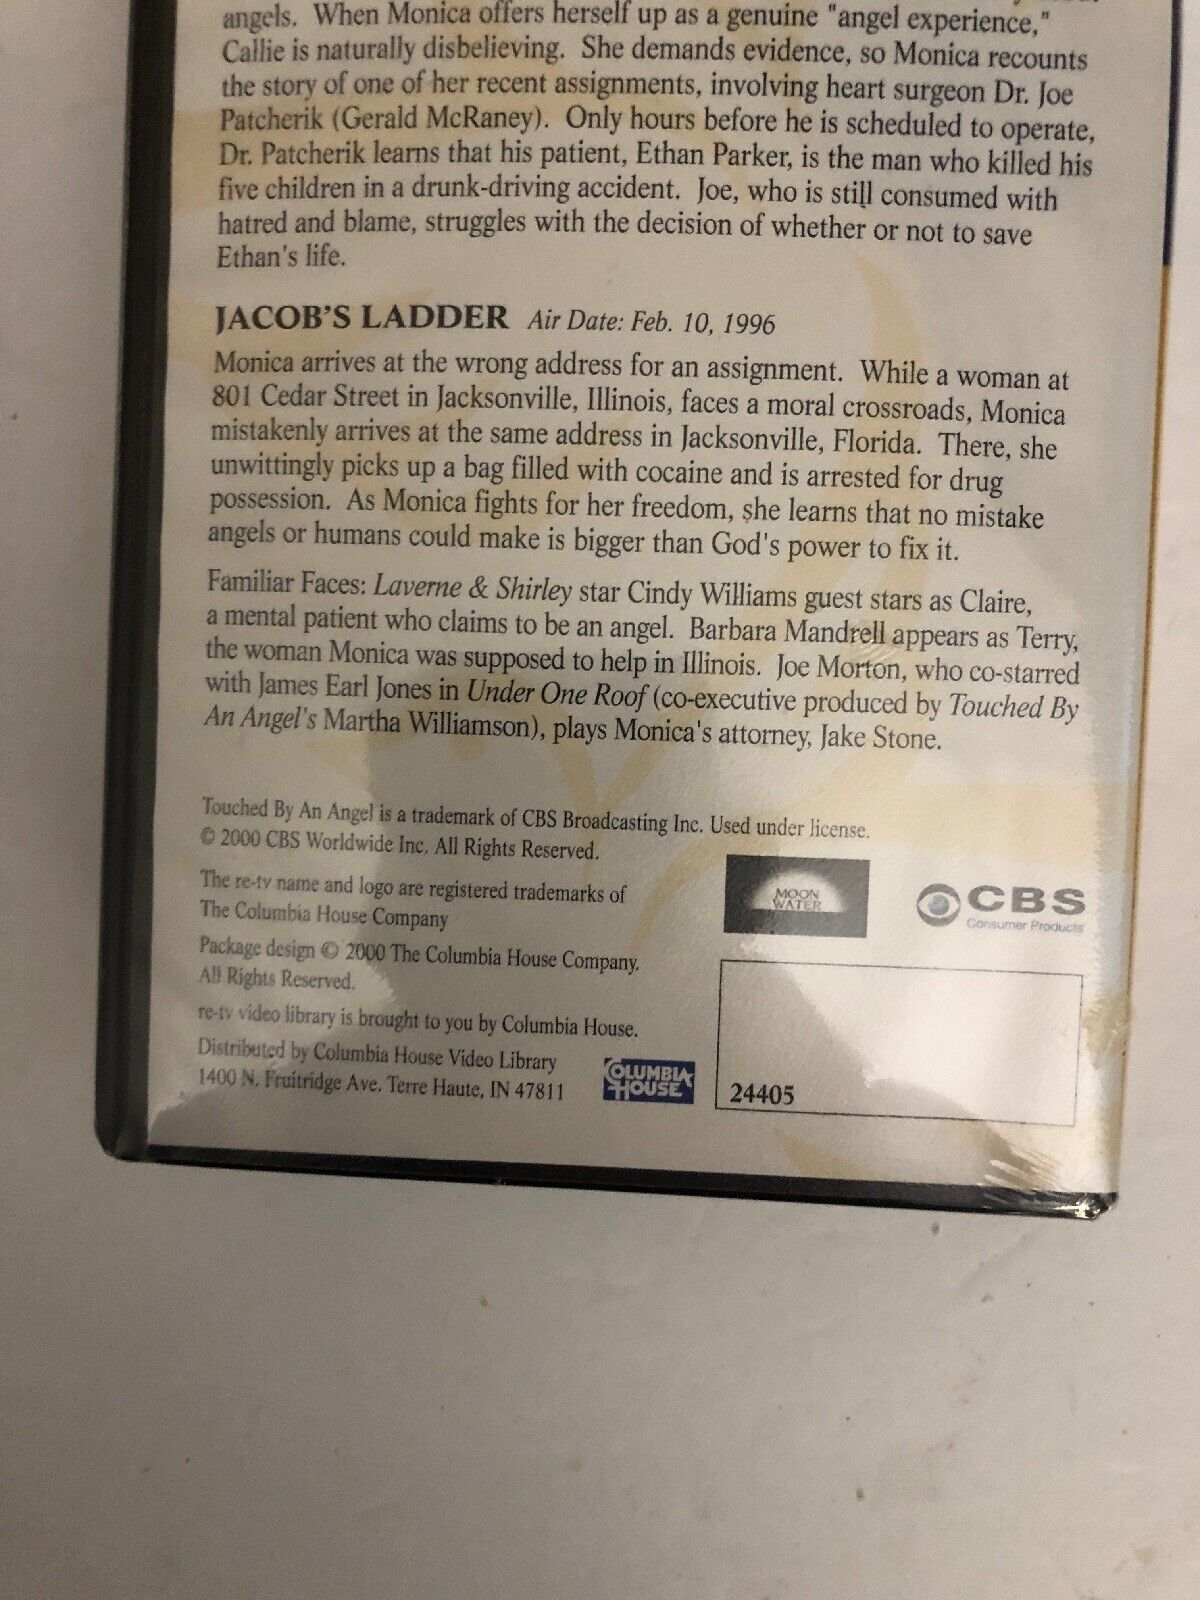 angels. When Monica offers herself up as a genuine "angel experience,"
Callie is naturally disbelieving. She demands evidence, so Monica recounts
the story of one of her recent assignments, involving heart surgeon Dr. Joe
Patcherik (Gerald McRaney). Only hours before he is scheduled to operate,
Dr. Patcherik learns that his patient, Ethan Parker, is the man who killed his
five children in a drunk-driving accident. Joe, who is still consumed with
hatred and blame, struggles with the decision of whether or not to save
Ethan's life.
JACOB'S LADDER Air Date: Feb. 10, 1996
Monica arrives at the wrong address for an assignment. While a woman at
801 Cedar Street in Jacksonville, Illinois, faces a moral crossroads, Monica
mistakenly arrives at the same address in Jacksonville, Florida. There, she
unwittingly picks up a bag filled with cocaine and is arrested for drug
possession. As Monica fights for her freedom, she learns that no mistake
angels or humans could make is bigger than God's power to fix it.
Familiar Faces: Laverne & Shirley star Cindy Williams guest stars as Claire,
a mental patient who claims to be an angel. Barbara Mandrell appears as Terry,
the woman Monica was supposed to help in Illinois. Joe Morton, who co-starred
with James Earl Jones in Under One Roof (co-executive produced by Touched By
An Angel's Martha Williamson), plays Monica's attorney, Jake Stone.
Touched By An Angel is a trademark of CBS Broadcasting Inc. Used under license.
© 2000 CBS Worldwide Inc. All Rights Reserved.
The re-tv name and logo are registered trademarks of
The Columbia House Company
Package design © 2000 The Columbia House Company.
All Rights Reserved.
re-tv video library is brought to you by Columbia House.
Distributed by Columbia House Video Library
1400 N. Fruitridge Ave. Terre Haute, IN 47811
COLUMBIA
HOUSE
MOON
WATER
CBS
Consumer Products
24405